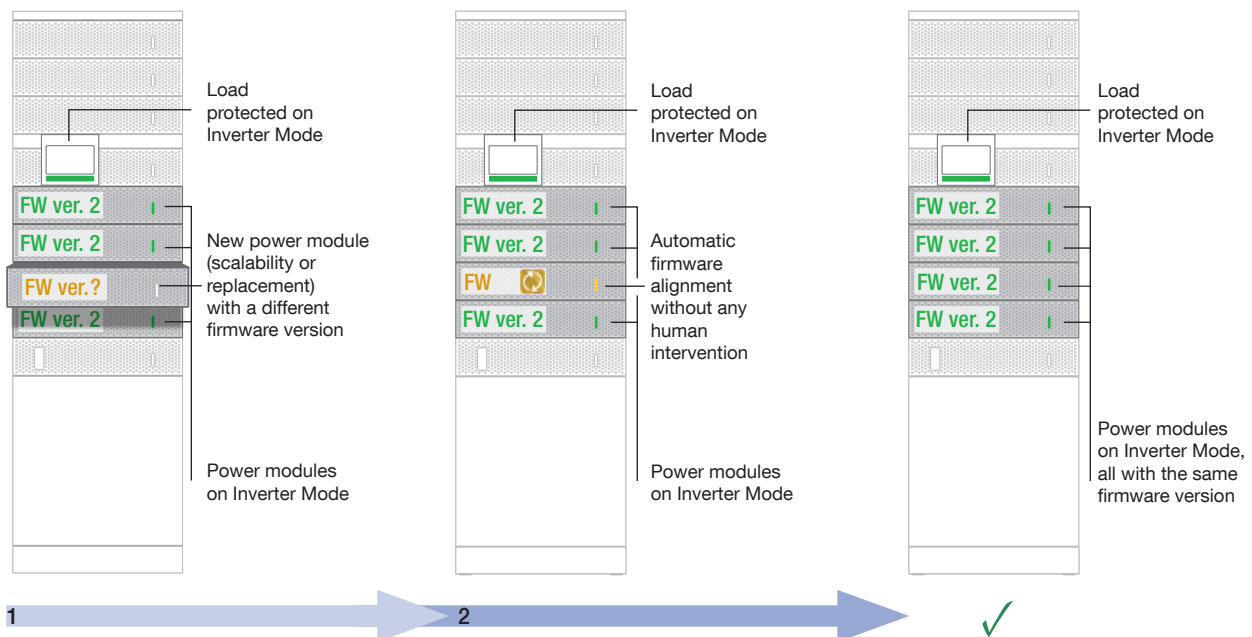 Load
protected on
Inverter Mode
FW ver. 2
FW ver. 2
FW ver.?
FW ver. 2
New power module
(scalability or
replacement)
with a different
firmware version
Power modules
on Inverter Mode
Load
protected on
Inverter Mode
FW ver. 2
FW ver. 2
FW
FW ver. 2
Automatic
firmware
alignment
without any
human
intervention
Power modules
on Inverter Mode
Load
protected on
Inverter Mode
FW ver. 2
FW ver. 2
FW ver. 2
FW ver. 2
Power modules
on Inverter Mode,
all with the same
firmware version
1
2